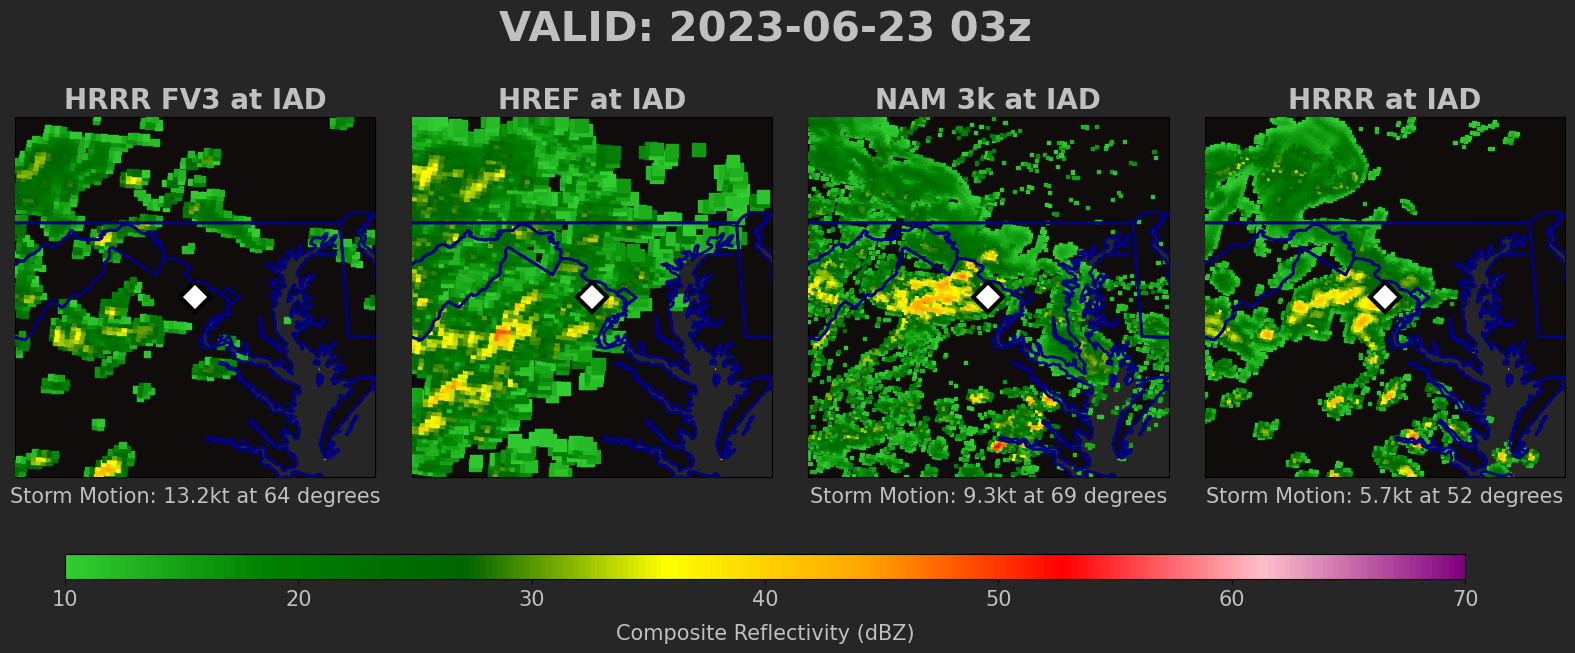 VALID: 2023-06-23 03z
HRRR FV3 at IAD
HREF at IAD
NAM 3k at IAD
HRRR at IAD
Storm Motion: 13.2kt at 64 degrees
Storm Motion: 9.3kt at 69 degrees
Storm Motion: 5.7kt at 52 degrees
10 20 30 40 50 60 70
Composite Reflectivity (dBZ)